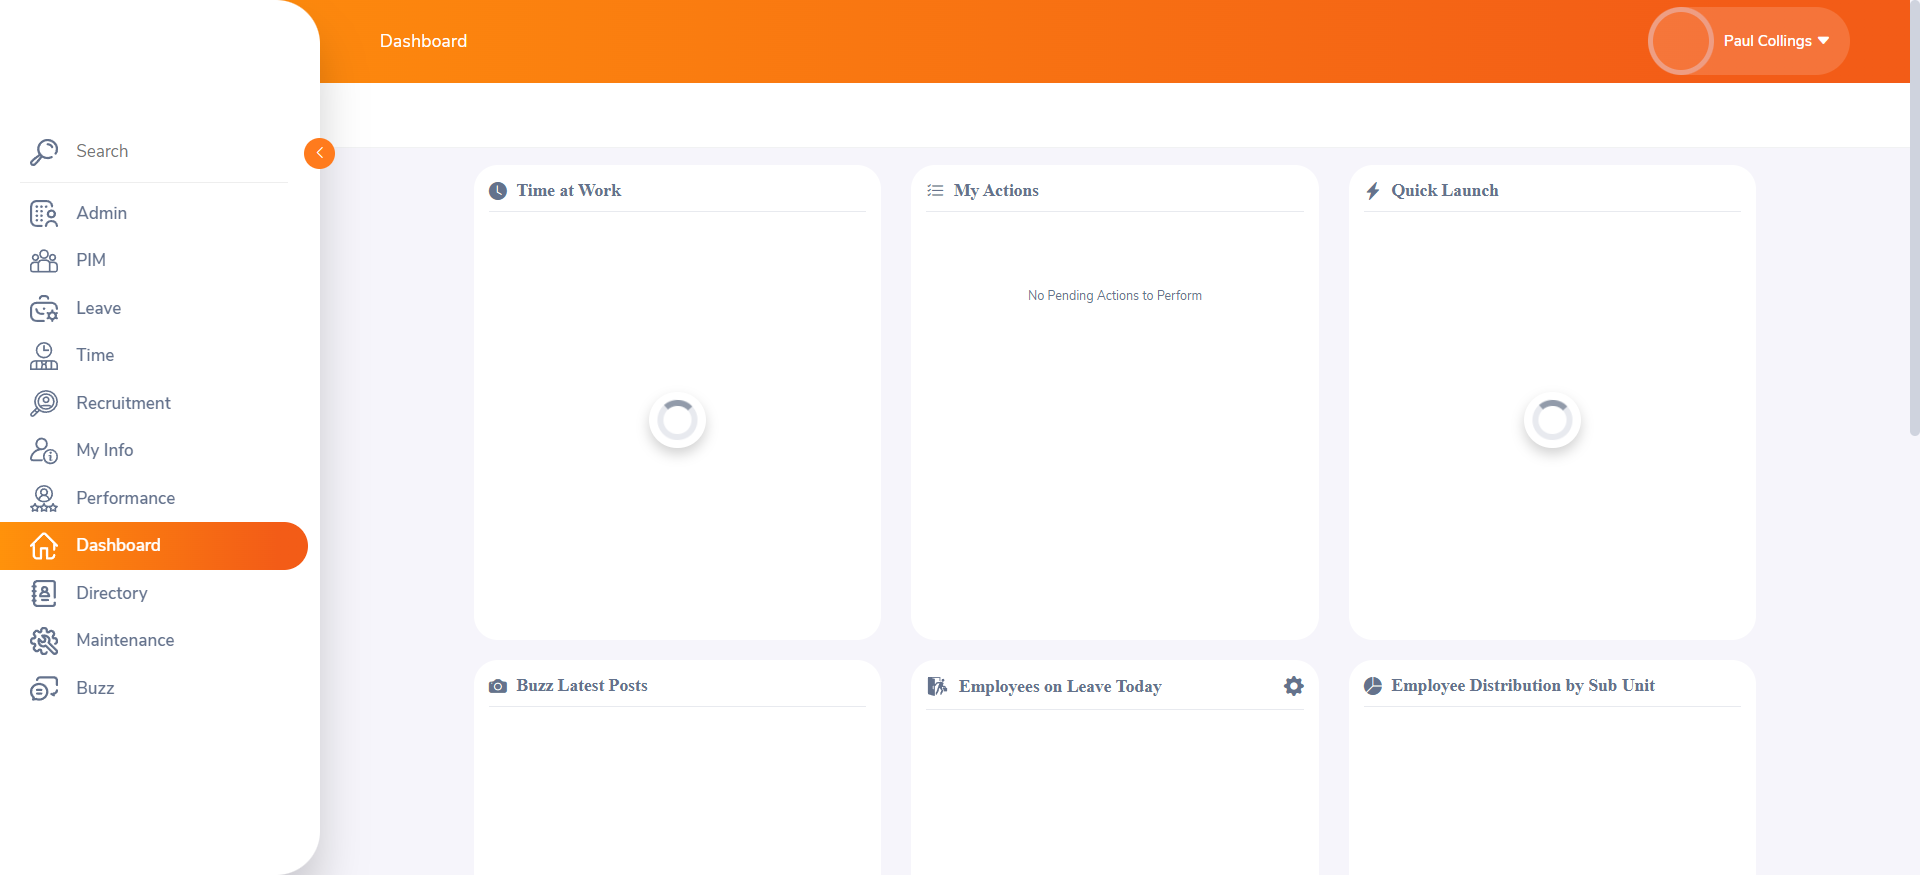 Dashboard
Paul Collings
Search
Admin
PIM
Leave
Time
Recruitment
My Info
Performance
Dashboard
Directory
Maintenance
Buzz
Time at Work
My Actions
No Pending Actions to Perform
Quick Launch
Buzz Latest Posts
Employees on Leave Today
Employee Distribution by Sub Unit